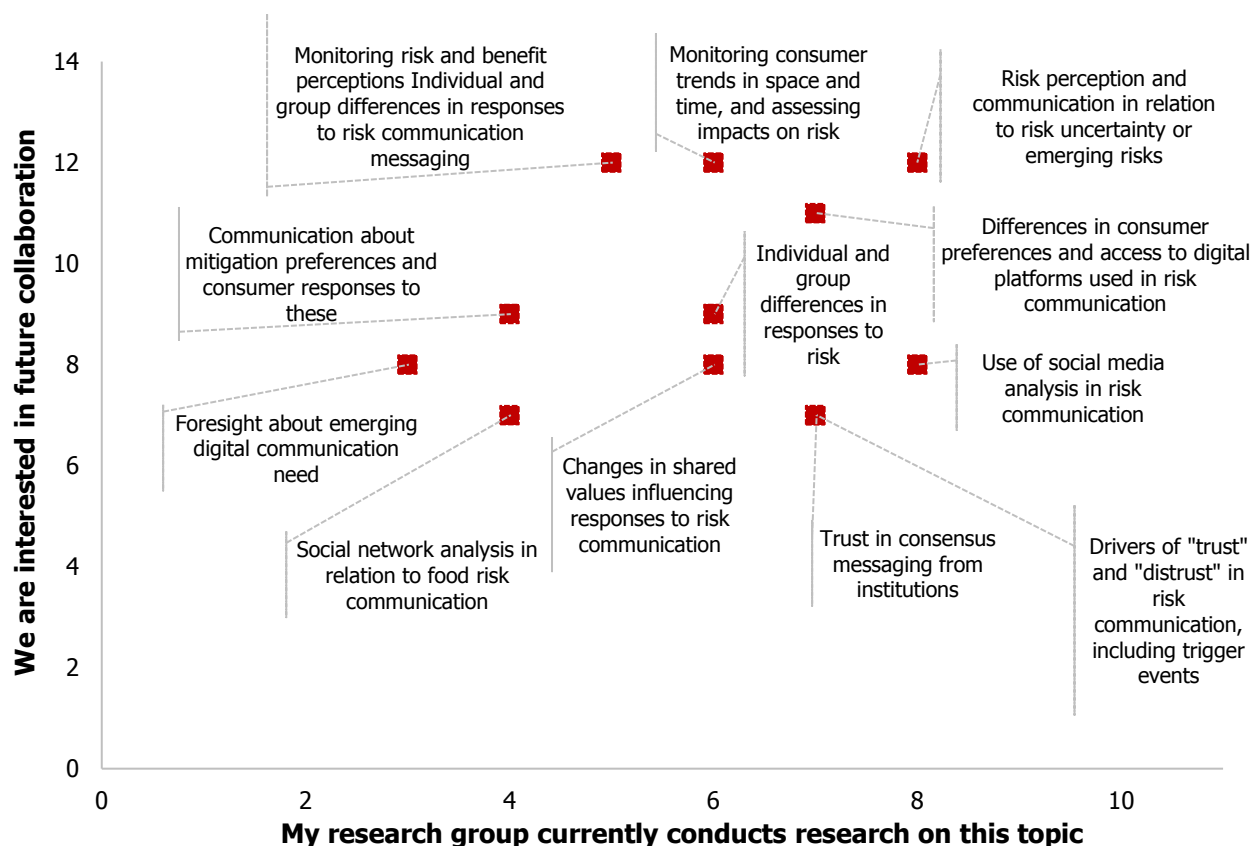 We are interested in future collaboration
14
12
10
8
6
4
2
0
Monitoring risk and benefit
perceptions Individual and
group differences in responses
to risk communication
messaging
Monitoring consumer
trends in space and
time, and assessing
impacts on risk
Risk perception and
communication in relation
to risk uncertainty or
emerging risks
Communication about
mitigation preferences and
consumer responses to
these
Individual and
group
differences in
responses to
risk
Differences in consumer
preferences and access to digital
platforms used in risk
communication
Foresight about emerging
digital communication
need
Use of social media
analysis in risk
communication
Social network analysis in
relation to food risk
communication
Changes in shared
values influencing
responses to risk
communication
Trust in consensus
messaging from
institutions
Drivers of "trust"
and "distrust" in
risk
communication,
including trigger
events
0
2
4
6
8
10
My research group currently conducts research on this topic